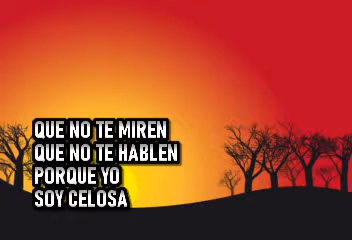 QUE NO TE MIREN
QUE NO TE HABLEN
PORQUE YO
SOY CELOSA